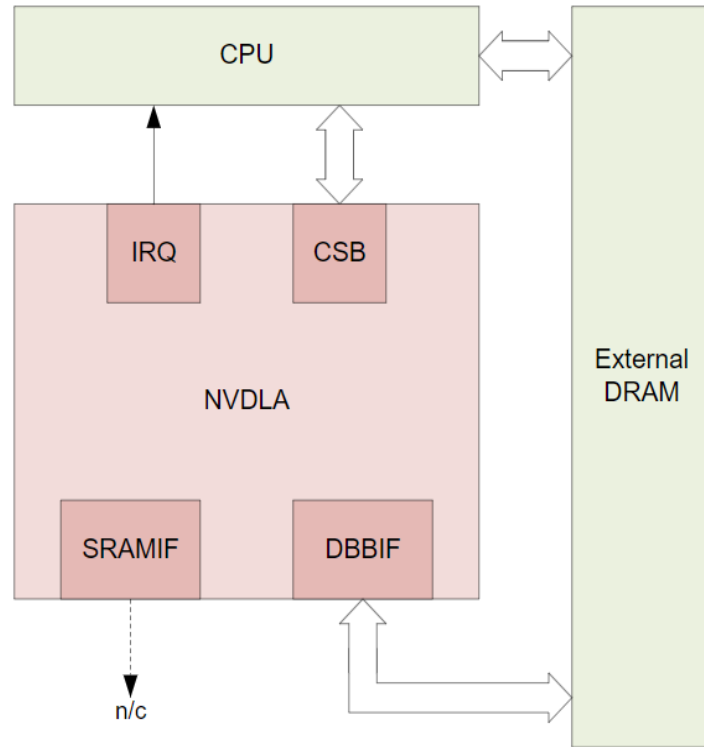 CPU
IRQ
CSB
External
DRAM
NVDLA
SRAMIF
DBBIF
n/c